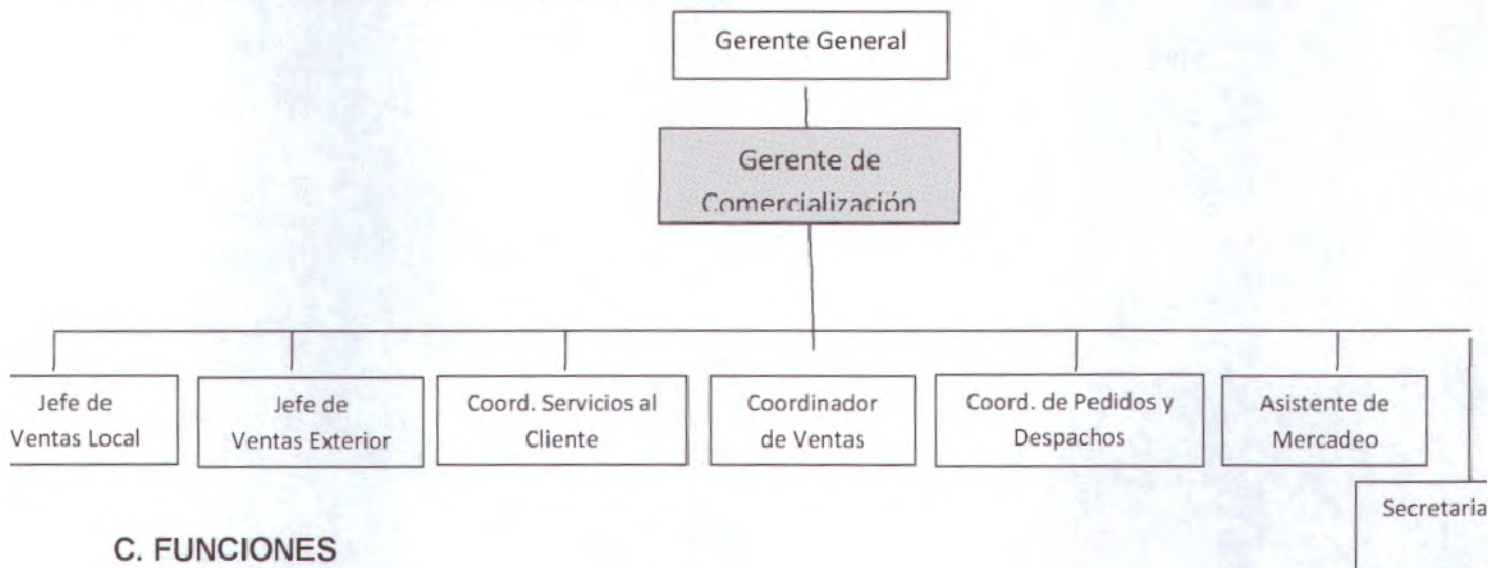 Gerente General
Gerente de
Comercialización
Jefe de
Ventas Local
Jefe de
Ventas Exterior
Coord. Servicios al
Cliente
Coordinador
de Ventas
Coord. de Pedidos y
Despachos
Asistente de
Mercadeo
Secretaria
C. FUNCIONES